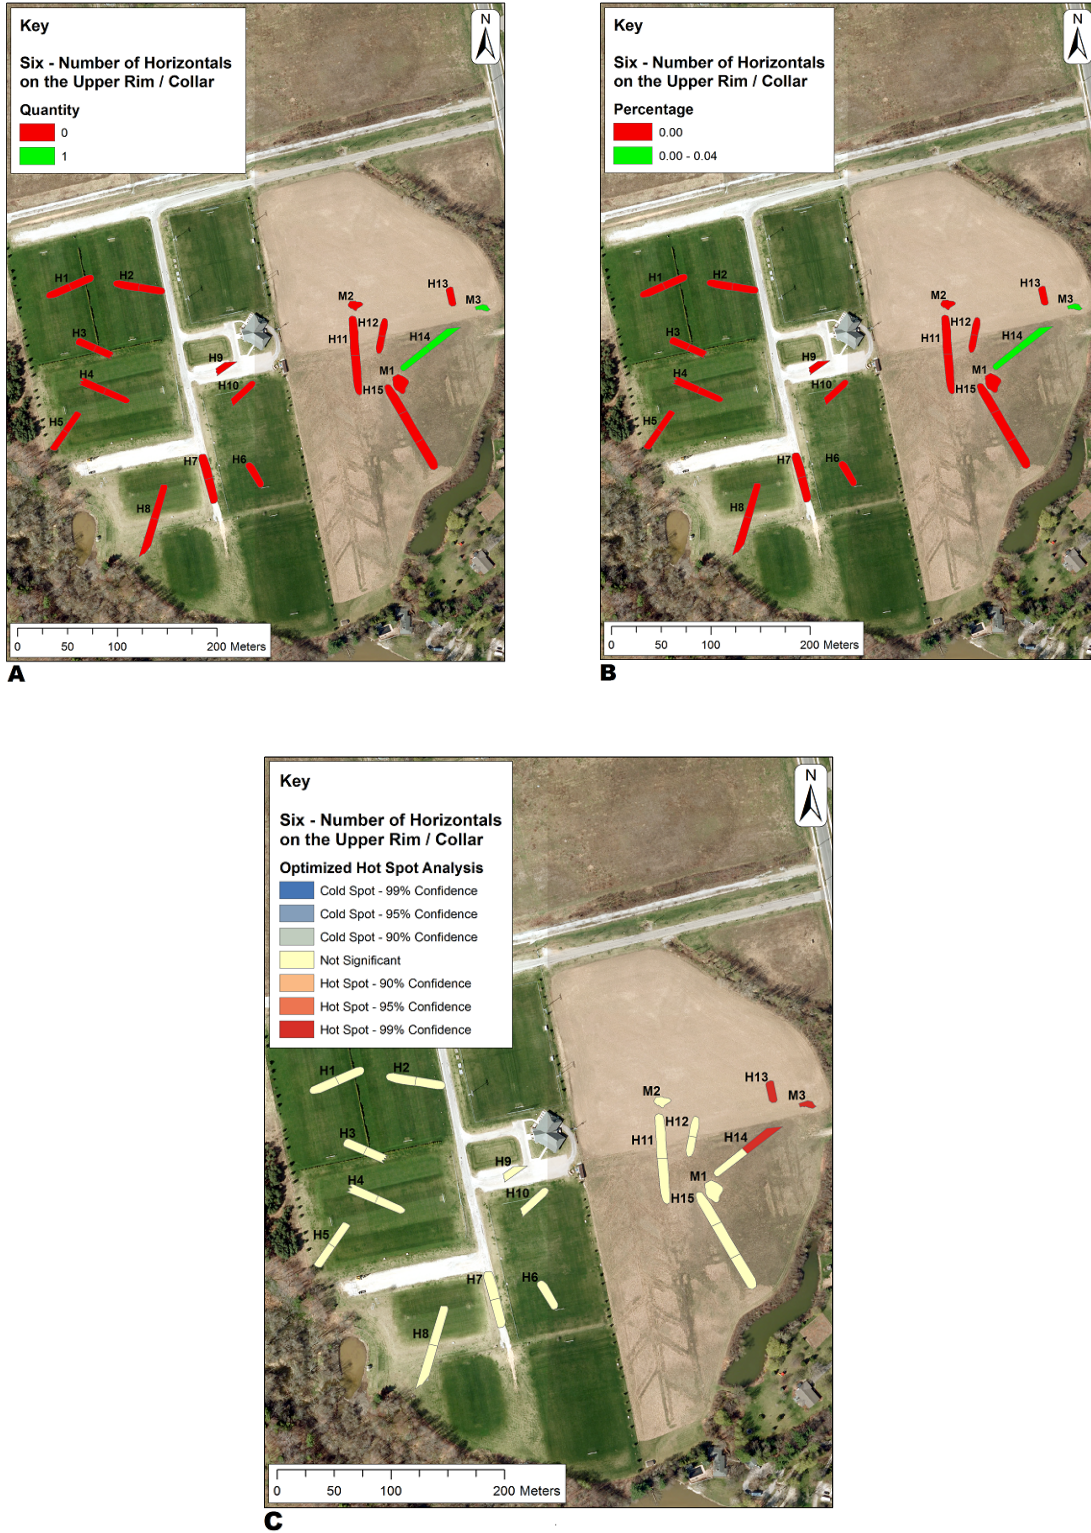 Key
N
Six - Number of Horizontals
on the Upper Rim / Collar
Quantity
0
1
H1
H2
H3
H4
H5
H6
H7
H8
H9
H10
H11
H12
H13
H14
H15
M1
M2
M3
0 50 100 200 Meters
A
Key
N
Six - Number of Horizontals
on the Upper Rim / Collar
Percentage
0.00
0.00 - 0.04
H1
H2
H3
H4
H5
H6
H7
H8
H9
H10
H11
H12
H13
H14
H15
M1
M2
M3
0 50 100 200 Meters
B
Key
N
Six - Number of Horizontals
on the Upper Rim / Collar
Optimized Hot Spot Analysis
Cold Spot - 99% Confidence
Cold Spot - 95% Confidence
Cold Spot - 90% Confidence
Not Significant
Hot Spot - 90% Confidence
Hot Spot - 95% Confidence
Hot Spot - 99% Confidence
H1
H2
H3
H4
H5
H6
H7
H8
H9
H10
H11
H12
H13
H14
H15
M1
M2
M3
0 50 100 200 Meters
C